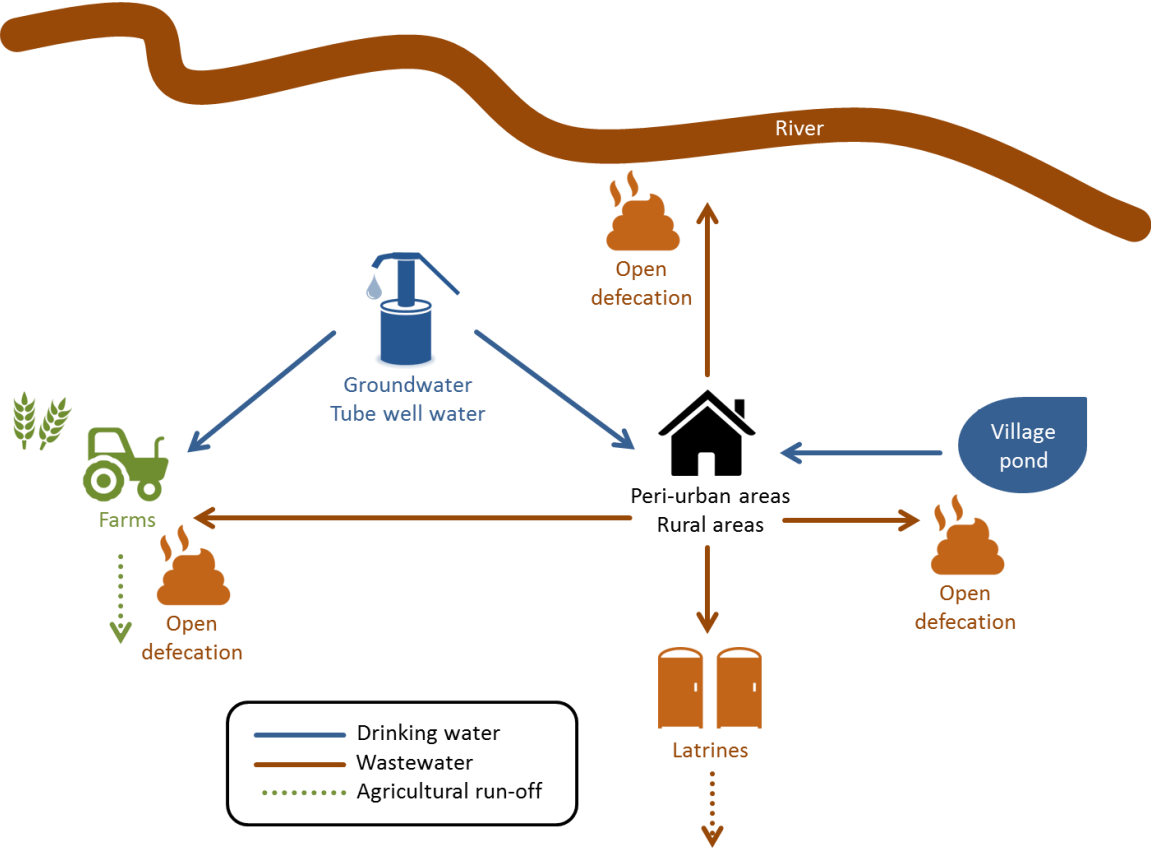 River
Open
defecation
Groundwater
Tube well water
Village
pond
Peri-urban areas
Rural areas
Farms
Open
defecation
Open
defecation
Latrines
Drinking water
Wastewater
Agricultural run-off